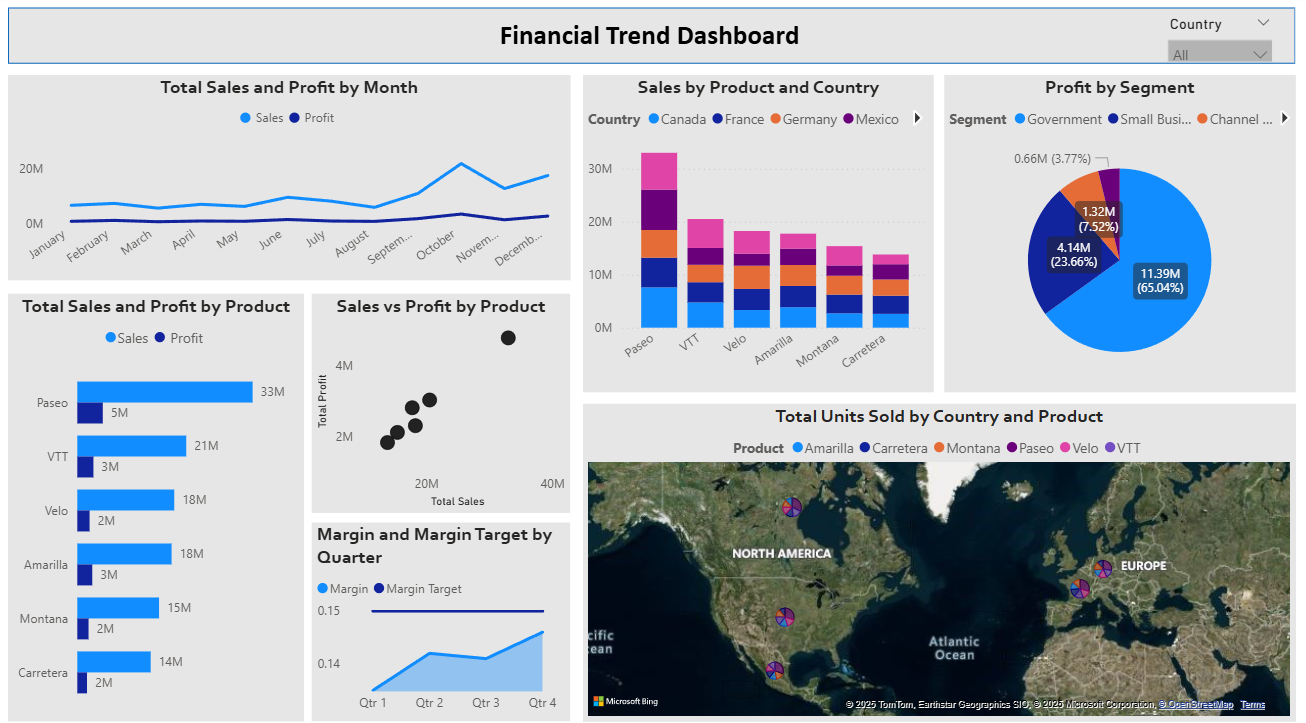 Financial Trend Dashboard
Country
All
Total Sales and Profit by Month
Sales Profit
20M
0M
January
February
March
April
May
June
July
August
Septem...
October
Novem...
Decemb...
Sales by Product and Country
Country Canada France Germany Mexico
30M
20M
10M
0M
Paseo
VTT
Velo
Amarilla
Montana
Carretera
Profit by Segment
Segment Government Small Busi... Channel ...
0.66M (3.77%)
1.32M
(7.52%)
4.14M
(23.66%)
11.39M
(65.04%)
Total Sales and Profit by Product
Sales Profit
Paseo 33M
5M
VTT 21M
3M
Velo 18M
2M
Amarilla 18M
3M
Montana 15M
2M
Carretera 14M
2M
Sales vs Profit by Product
Total Profit
4M
2M
20M 40M
Total Sales
Margin and Margin Target by
Quarter
Margin Margin Target
0.15
0.14
Qtr 1 Qtr 2 Qtr 3 Qtr 4
Total Units Sold by Country and Product
Product Amarilla Carretera Montana Paseo Velo VTT
NORTH AMERICA
EUROPE
cific
ean
Atlantic
Ocean
Microsoft Bing
© 2025 TomTom, Earthstar Geographics SIO, © 2025 Microsoft Corporation, © OpenStreetMap Terms